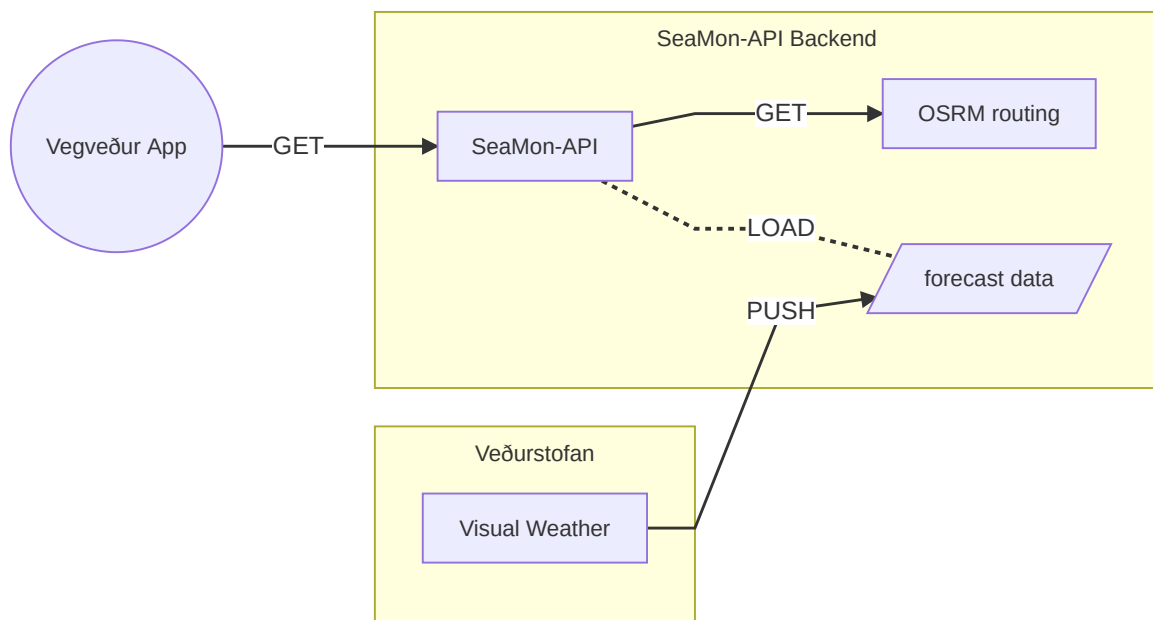 SeaMon-API Backend
Vegveður App
GET
SeaMon-API
GET
OSRM routing
LOAD
forecast data
PUSH
Veðurstofan
Visual Weather